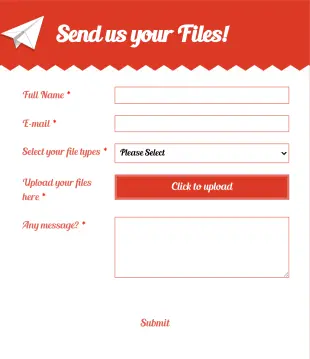 Send us your Files!
Full Name *
E-mail *
Select your file types *
Please Select
Upload your files
here *
Click to upload
Any message? *
Submit